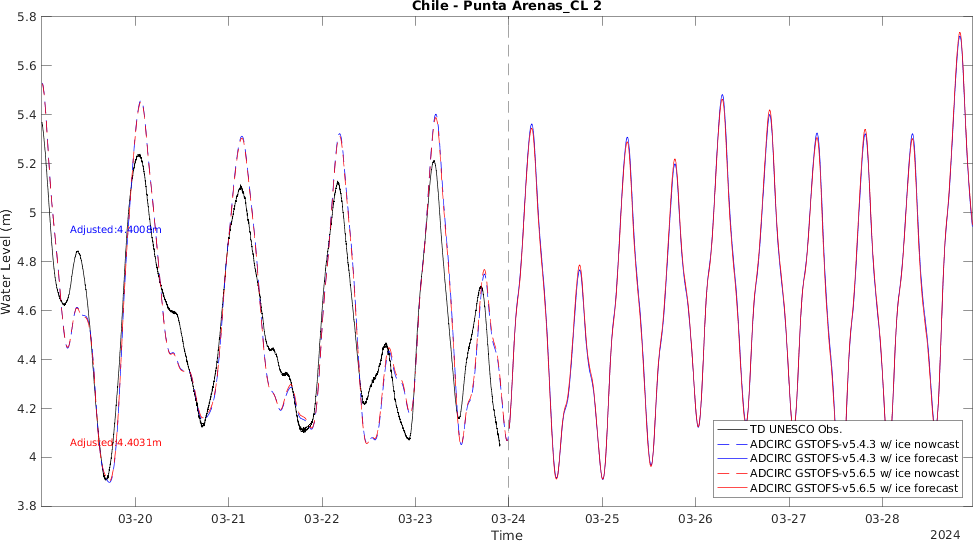 Chile - Punta Arenas_CL 2
5.8
5.6
5.4
5.2
5
4.8
4.6
4.4
4.2
4
3.8
Water Level (m)
Adjusted:4.4008m
Adjusted:4.4031m
TD UNESCO Obs.
ADCIRC GSTOFS-v5.4.3 w/ ice nowcast
ADCIRC GSTOFS-v5.4.3 w/ ice forecast
ADCIRC GSTOFS-v5.6.5 w/ ice nowcast
ADCIRC GSTOFS-v5.6.5 w/ ice forecast
03-20 03-21 03-22 03-23 03-24 03-25 03-26 03-27 03-28
Time
2024